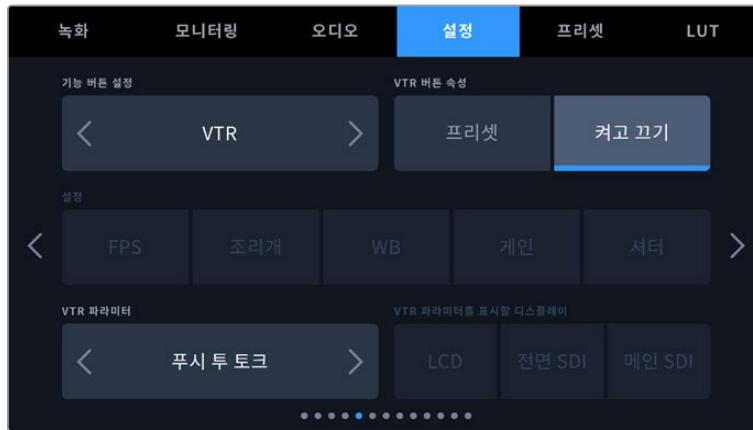 녹화 모니터링 오디오 설정 프리셋 LUT
기능 버튼 설정 VTR 버튼 속성
VTR 프리셋 켜고 끄기
설정
FPS 조리개 WB 게인 셔터
VTR 파라미터 VTR 파라미터를 표시할 디스플레이
푸시 투 토크 LCD 전면 SDI 메인 SDI